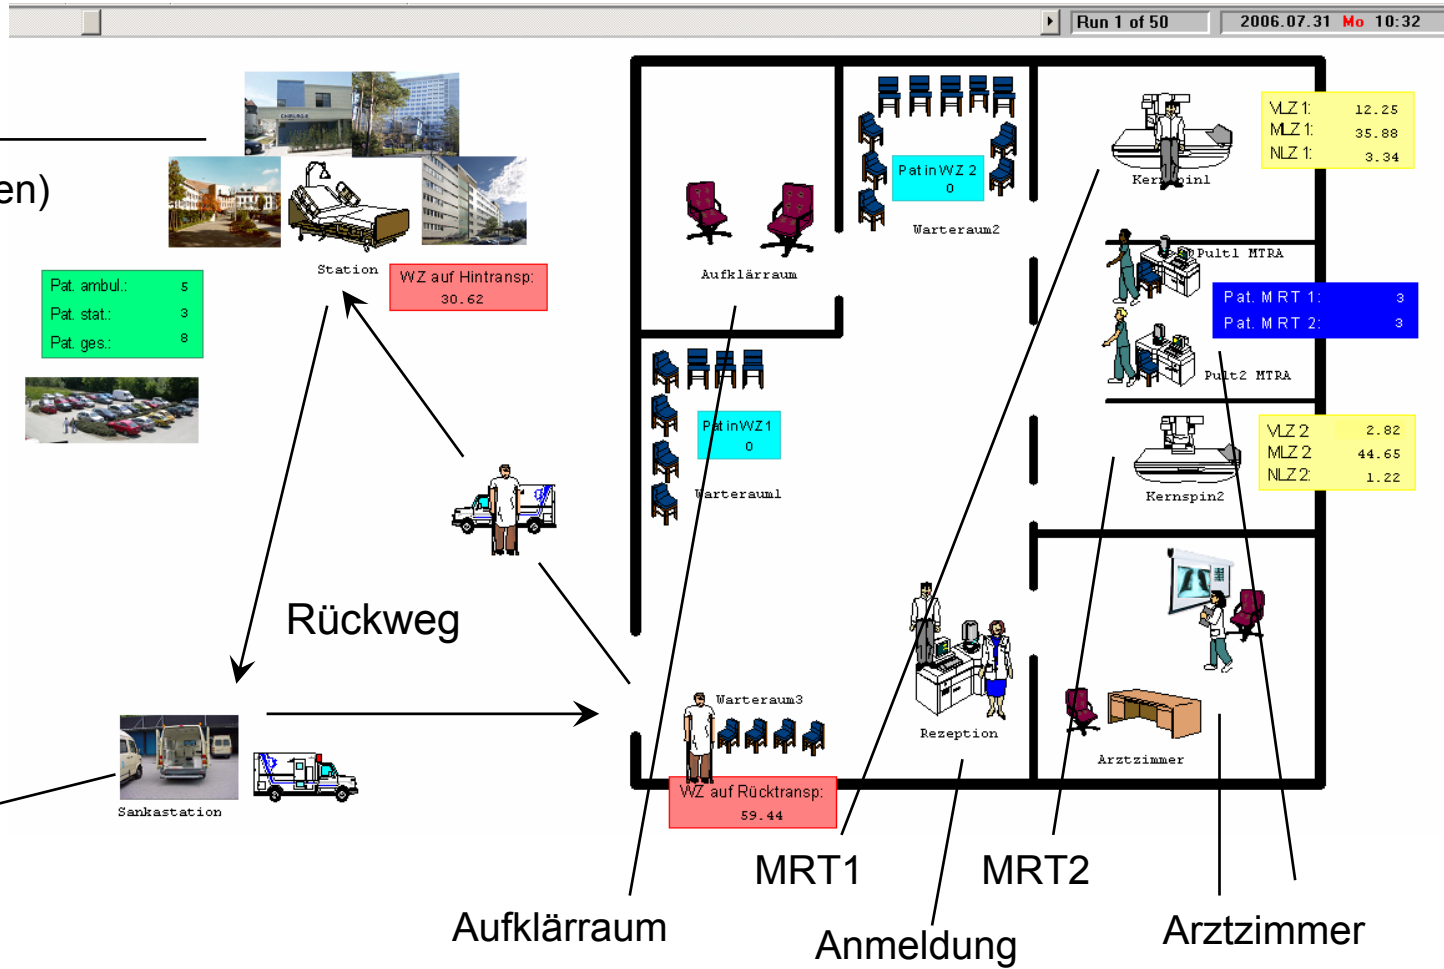 Run 1 of 50
2006.07.31 Mo 10:32
en)
Station
WZ auf Hintransp:
30.62
Pat. ambul.: 5
Pat. stat.: 3
Pat. ges.: 8
Aufklärraum
Pat in WZ 2
0
Warteraum2
VLZ 1: 12.25
MLZ 1: 35.88
NLZ 1: 3.34
Kernspin1
Pult1 MTRA
Pat. MRT 1: 3
Pat. MRT 2: 3
Pult2 MTRA
Pat in WZ 1
0
Warteraum1
VLZ 2 2.82
MLZ 2 44.65
NLZ 2: 1.22
Kernspin2
Rückweg
Warteraum3
Rezeption
Arztzimmer
Sankastation
WZ auf Rücktransp:
59.44
MRT1
MRT2
Aufklärraum
Anmeldung
Arztzimmer